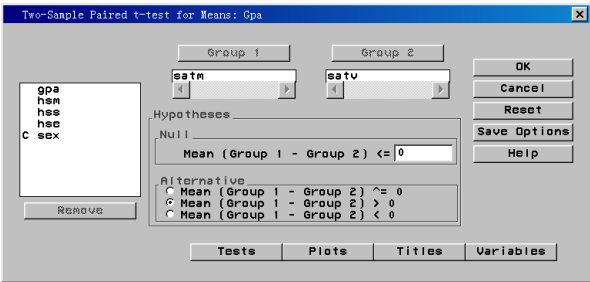 Two-Sample Paired t-test for Means: Gpa
Group 1
Group 2
satm
satv
gpa
hsm
hss
hse
C sex
Remove
Hypotheses
Null
Mean (Group 1 - Group 2) <= 0
Alternative
Mean (Group 1 - Group 2) ^= 0
Mean (Group 1 - Group 2) > 0
Mean (Group 1 - Group 2) < 0
OK
Cancel
Reset
Save Options
Help
Tests
Plots
Titles
Variables